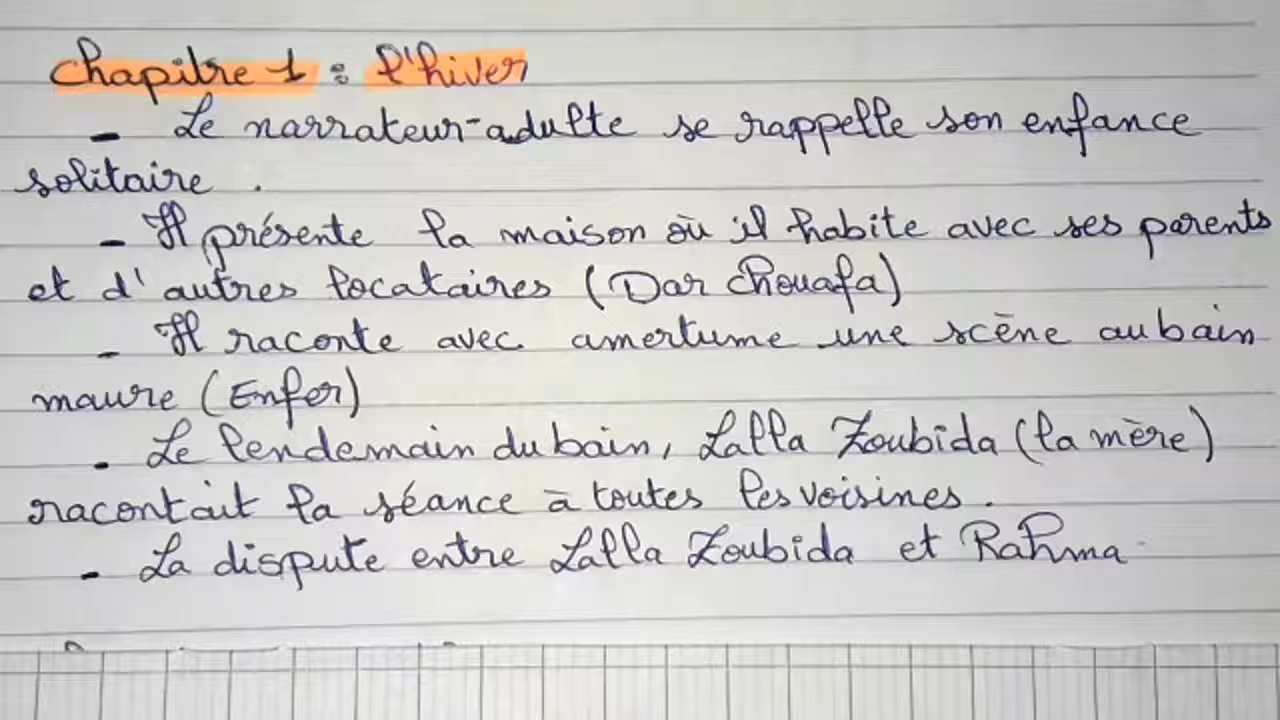 Chapitre 1 : l'hiver
- Le narrateur-adulte se rappelle son enfance
solitaire .
- Il présente la maison où il habite avec ses parents
et d'autres locataires (Dar Chouafa)
- Il raconte avec amertume une scène au bain
maure (Enfer)
- Le lendemain du bain, Lalla Zoubida (la mère)
racontait la séance à toutes les voisines .
- La dispute entre Lalla Zoubida et Rahma.